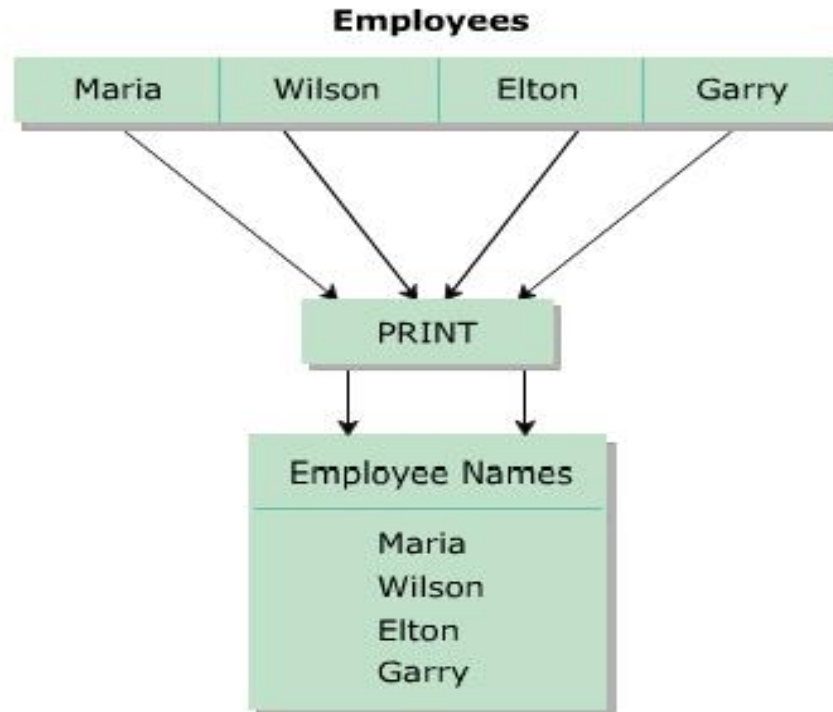 Employees
Maria Wilson Elton Garry
PRINT
Employee Names
Maria
Wilson
Elton
Garry